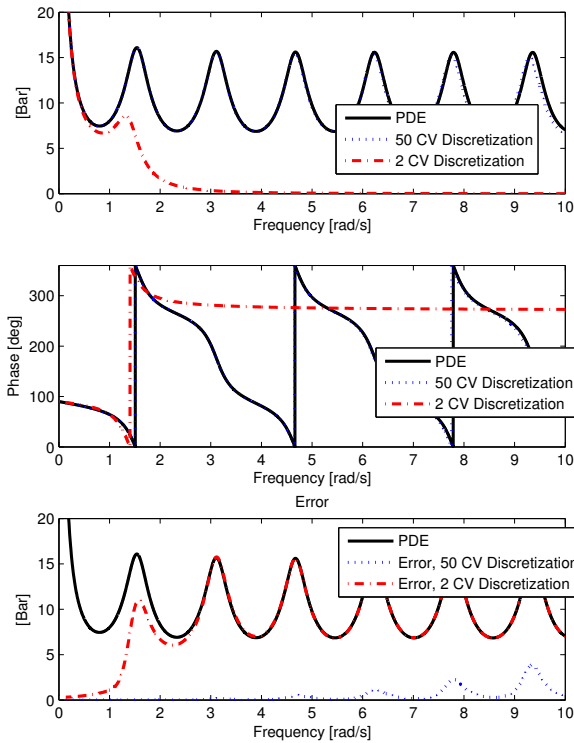 20
15
10
5
0
[Bar]
PDE
50 CV Discretization
2 CV Discretization
0 1 2 3 4 5 6 7 8 9 10
Frequency [rad/s]
300
200
100
0
Phase [deg]
PDE
50 CV Discretization
2 CV Discretization
0 1 2 3 4 5 6 7 8 9 10
Frequency [rad/s]
Error
20
15
10
5
0
[Bar]
PDE
Error, 50 CV Discretization
Error, 2 CV Discretization
0 1 2 3 4 5 6 7 8 9 10
Frequency [rad/s]